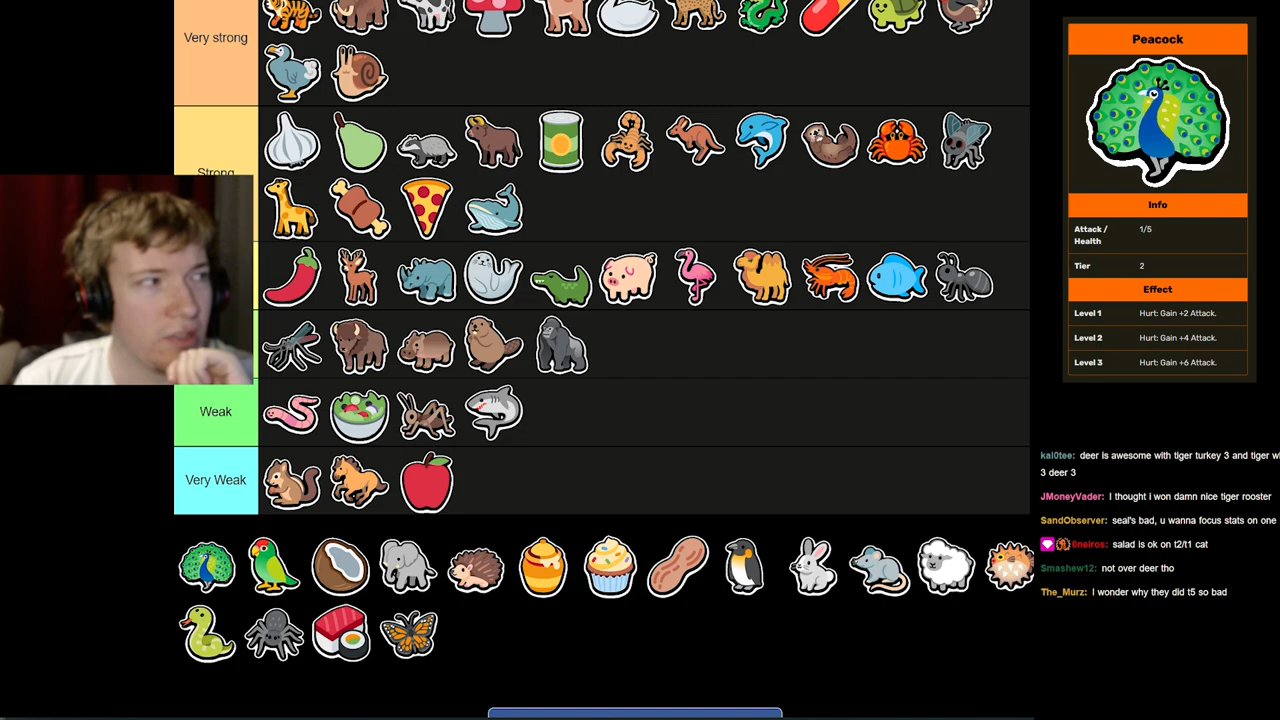 Very strong
Strong
Weak
Very Weak
Peacock
Info
Attack / Health 1/5
Tier 2
Effect
Level 1 Hurt: Gain +2 Attack.
Level 2 Hurt: Gain +4 Attack.
Level 3 Hurt: Gain +6 Attack.
kal0tee: deer is awesome with tiger turkey 3 and tiger
3 deer 3
JMoneyVader: I thought i won damn nice tiger rooster
SandObserver: seal's bad, u wanna focus stats on one
0neiros: salad is ok on t2/t1 cat
Smashew12: not over deer tho
The_Murz: I wonder why they did t5 so bad